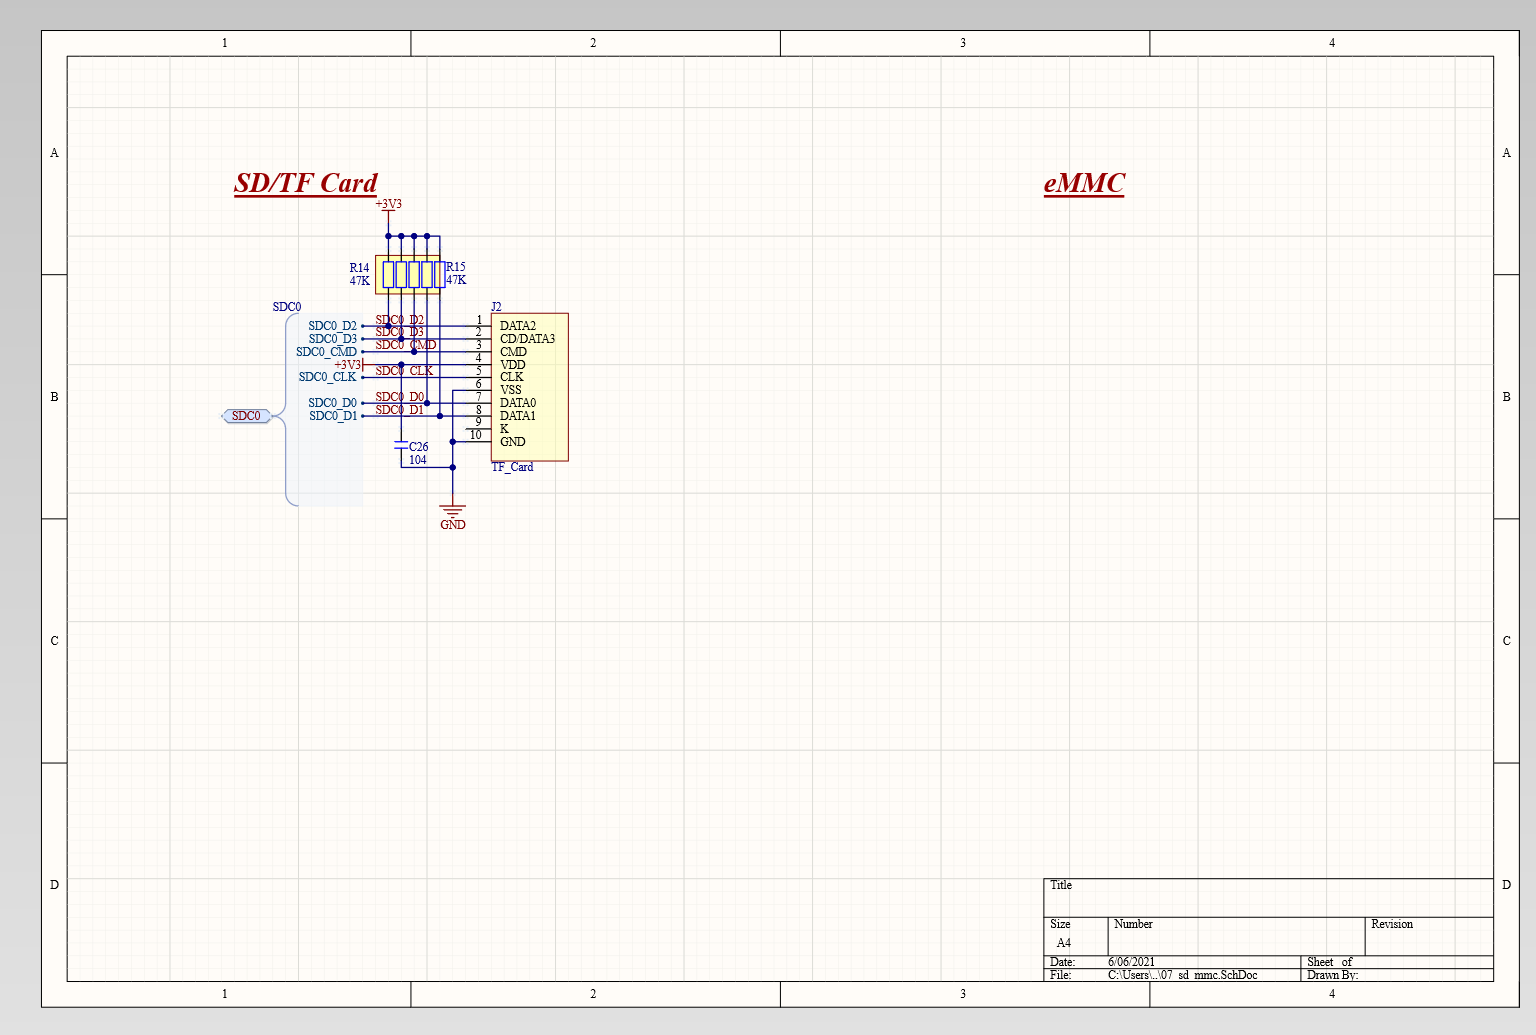 1 2 3 4
A A
SD/TF Card eMMC
+3V3
R14 R15
47K 47K
SDC0 J2
SDC0_D2 SDC0_D2 1 DATA2
SDC0_D3 SDC0_D3 2 CD/DATA3
SDC0_CMD SDC0_CMD 3 CMD
+3V3 4 VDD
SDC0_CLK SDC0_CLK 5 CLK
6 VSS
B B
SDC0_D0 SDC0_D0 7 DATA0
SDC0 SDC0_D1 SDC0_D1 8 DATA1
9 K
10 GND
C26
104
TF_Card
GND
C C
D D
Title
Size Number Revision
A4
Date: 6/06/2021 Sheet of
File: C:\Users\..\07_sd_mmc.SchDoc Drawn By:
1 2 3 4